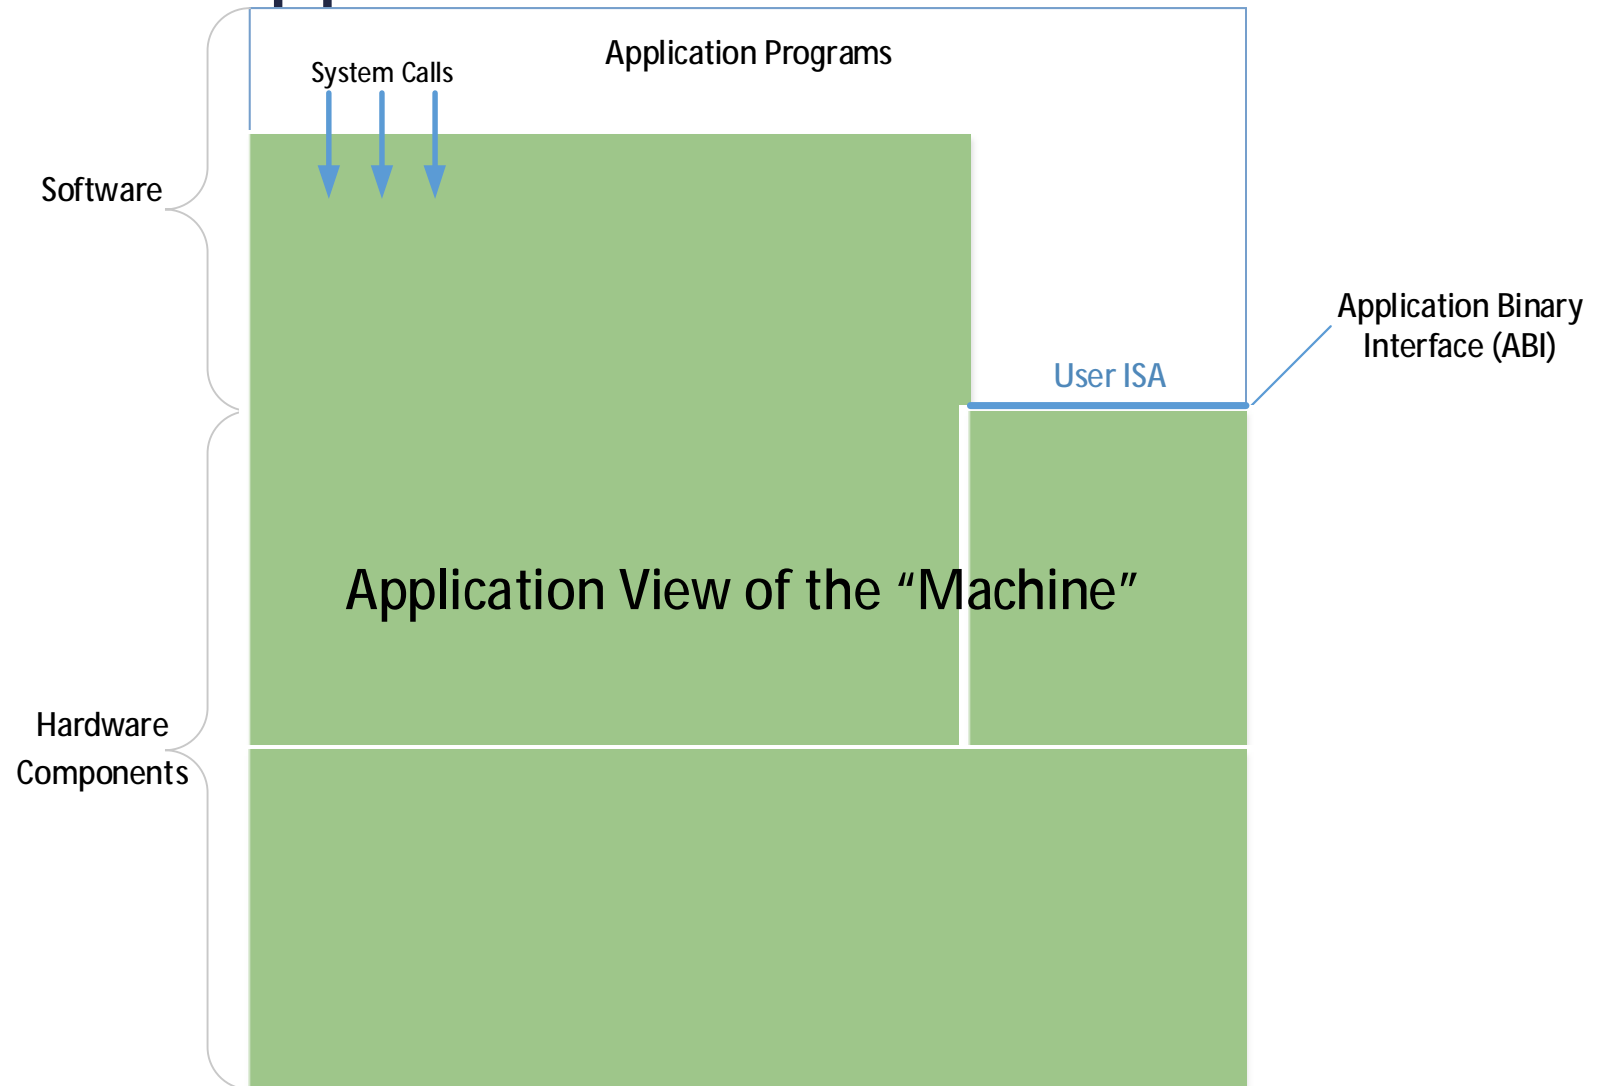 Application Programs
System Calls
Software
Application Binary
Interface (ABI)
User ISA
Application View of the “Machine”
Hardware
Components